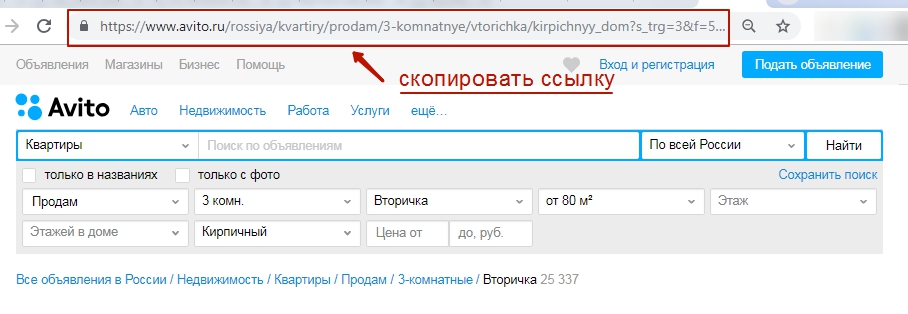 https://www.avito.ru/rossiya/kvartiry/prodam/3-komnatnye/vtorichka/kirpichnyy_dom?s_trg=3&f=5...
Объявления Магазины Бизнес Помощь Вход и регистрация Подать объявление
скопировать ссылку
Avito Авто Недвижимость Работа Услуги ещё...
Квартиры Поиск по объявлениям По всей России Найти
только в названиях только с фото Сохранить поиск
Продам 3 комн. Вторичка от 80 м² Этаж
Этажей в доме Кирпичный Цена от до, руб.
Все объявления в России / Недвижимость / Квартиры / Продам / 3-комнатные / Вторичка 25 337